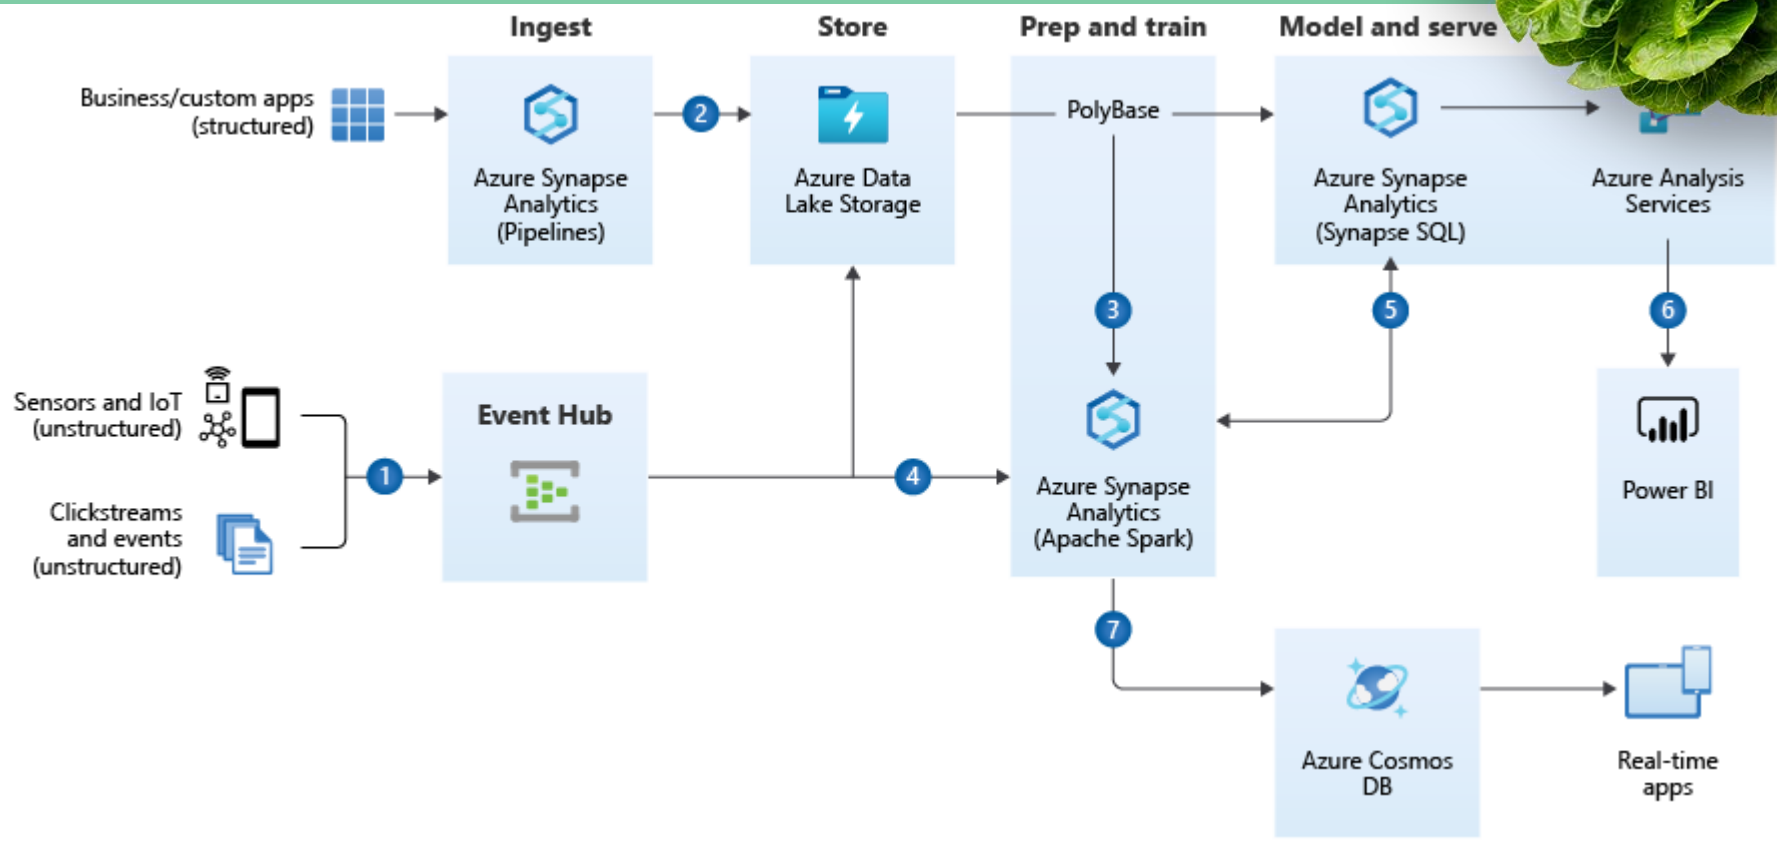 Ingest
Store
Prep and train
Model and serve
Business/custom apps
(structured)
2
PolyBase
Azure Synapse
Analytics
(Pipelines)
Azure Data
Lake Storage
Azure Synapse
Analytics
(Synapse SQL)
Azure Analysis
Services
3
5
6
Sensors and IoT
(unstructured)
Event Hub
1
4
Clickstreams
and events
(unstructured)
Azure Synapse
Analytics
(Apache Spark)
Power BI
7
Azure Cosmos
DB
Real-time
apps